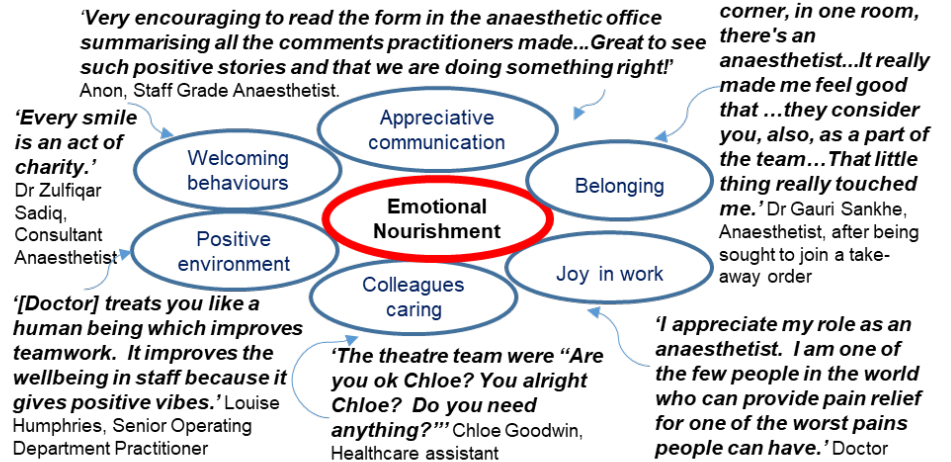 ‘Very encouraging to read the form in the anaesthetic office
summarising all the comments practitioners made...Great to see
such positive stories and that we are doing something right!’
Anon, Staff Grade Anaesthetist.
corner, in one room,
there's an
anaesthetist...It really
made me feel good
that …they consider
you, also, as a part of
the team…That little
thing really touched
me.’ Dr Gauri Sankhe,
Anaesthetist, after being
sought to join a take-
away order
‘Every smile
is an act of
charity.’
Dr Zulfiqar
Sadiq,
Consultant
Anaesthetist
Appreciative
communication
Welcoming
behaviours
Belonging
Emotional
Nourishment
Positive
environment
Joy in work
Colleagues
caring
‘[Doctor] treats you like a
human being which improves
teamwork. It improves the
wellbeing in staff because it
gives positive vibes.’ Louise
Humphries, Senior Operating
Department Practitioner
‘The theatre team were “Are
you ok Chloe? You alright
Chloe? Do you need
anything?”’ Chloe Goodwin,
Healthcare assistant
‘I appreciate my role as an
anaesthetist. I am one of
the few people in the world
who can provide pain relief
for one of the worst pains
people can have.’ Doctor